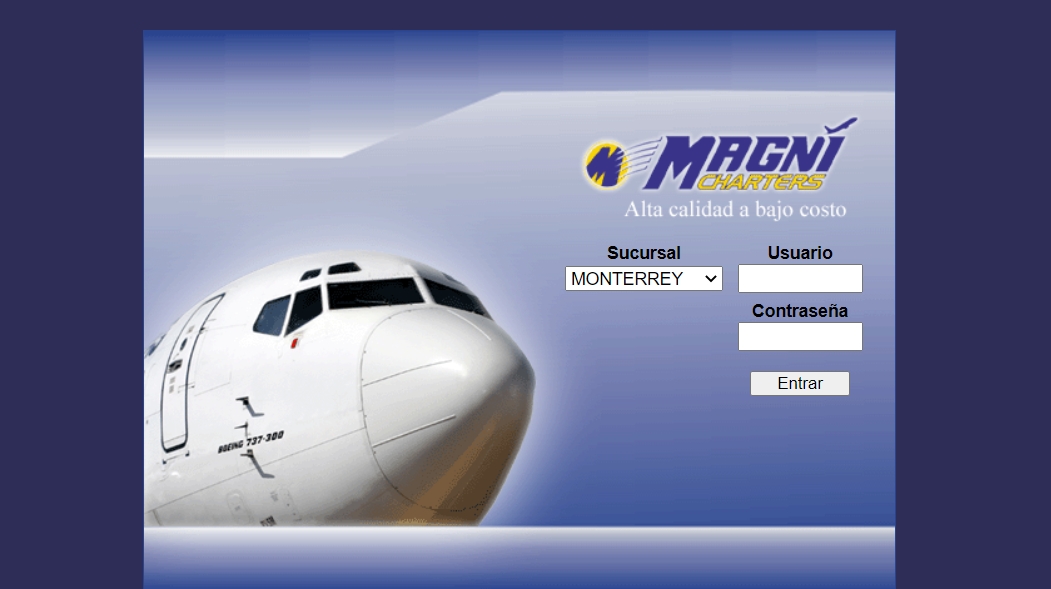 MAGNÍ
CHARTERS
Alta calidad a bajo costo
Sucursal
Usuario
MONTERREY
Contraseña
Entrar
BOEING 737-300